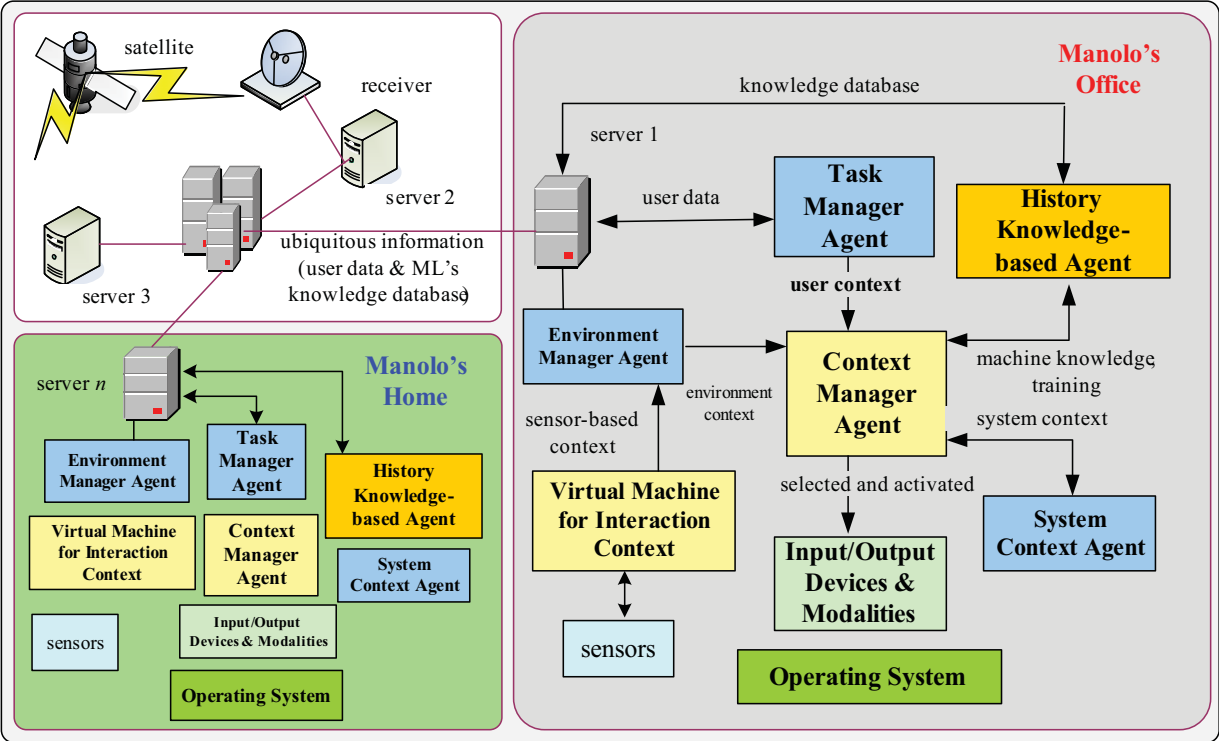 satellite
receiver
server 2
server 3
ubiquitous information
(user data & ML's
knowledge database)
Manolo's
Home
server n
Environment
Manager Agent
Task
Manager
Agent
History
Knowledge-
based Agent
Virtual Machine
for Interaction
Context
Context
Manager
Agent
System
Context Agent
sensors
Input/Output
Devices & Modalities
Operating System
Manolo's
Office
knowledge database
server 1
user data
Task
Manager
Agent
History
Knowledge-
based Agent
user context
Environment
Manager Agent
environment
context
Context
Manager
Agent
machine knowledge,
training
system context
sensor-based
context
selected and activated
Virtual Machine
for Interaction
Context
System
Context Agent
Input/Output
Devices &
Modalities
sensors
Operating System